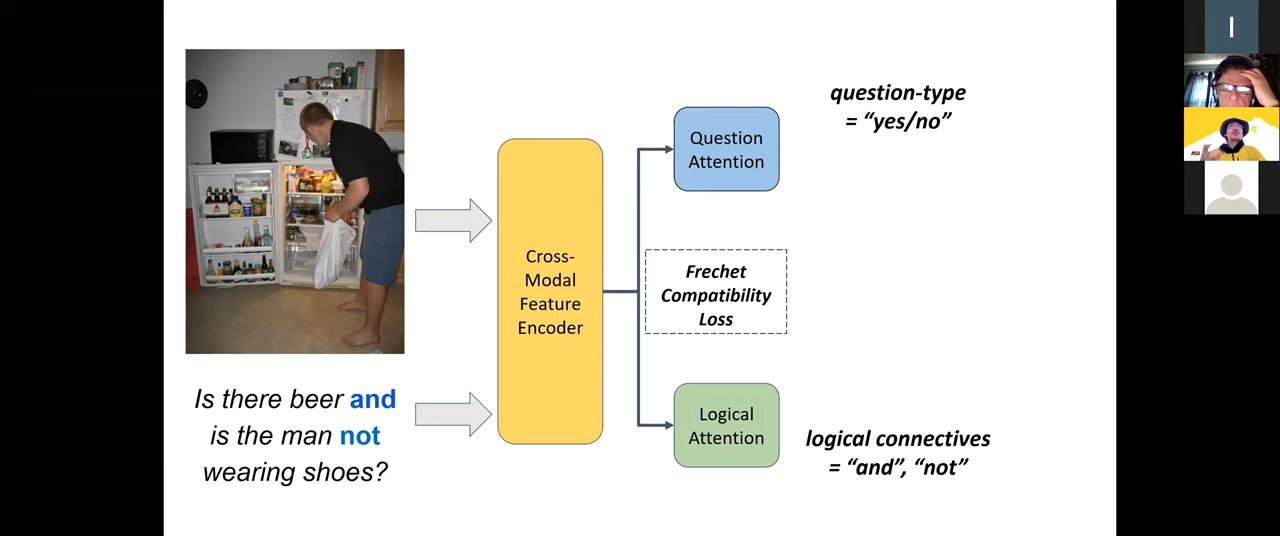 question-type
= "yes/no"
Question
Attention
Cross-
Modal
Feature
Encoder
Frechet
Compatibility
Loss
Is there beer and
is the man not
wearing shoes?
Logical
Attention
logical connectives
= "and", "not"
I
ASU